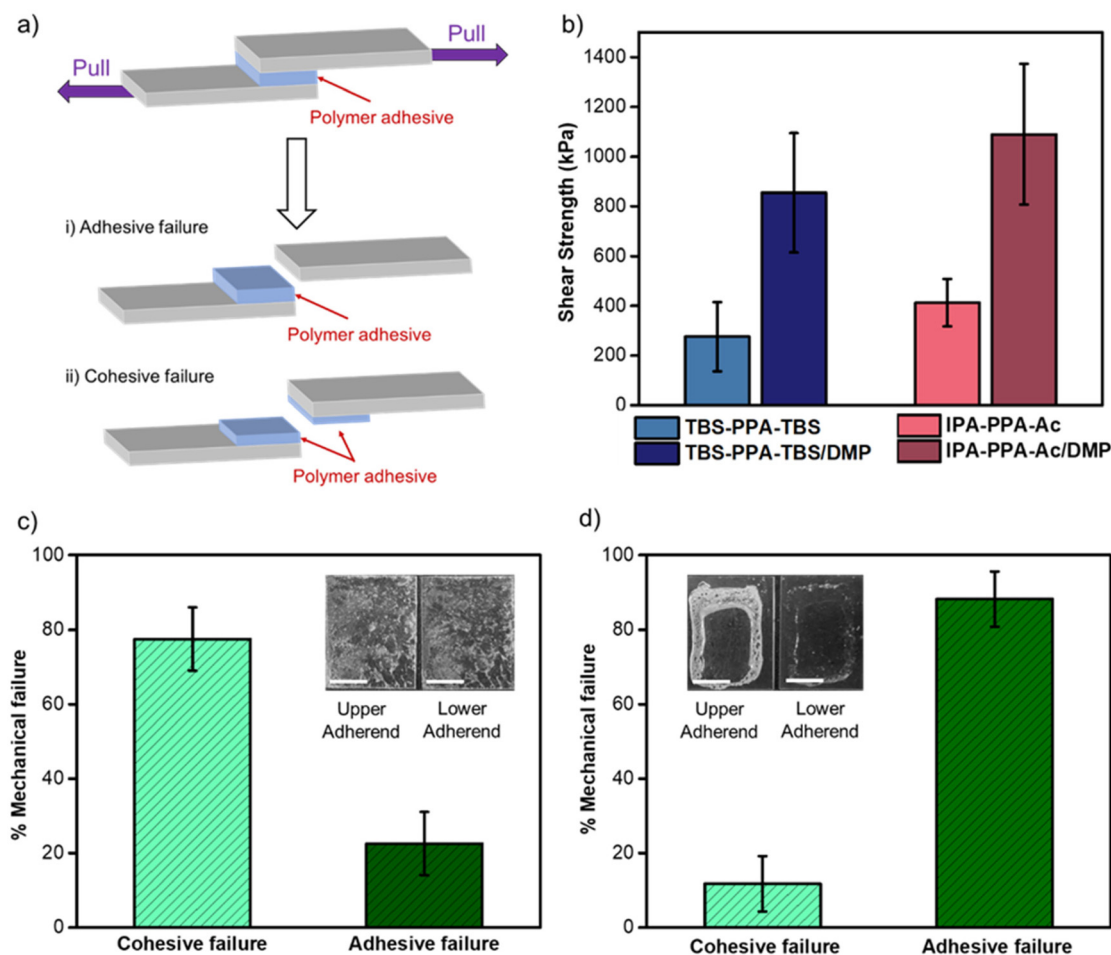 a)
Pull
Pull
Polymer adhesive
i) Adhesive failure
Polymer adhesive
ii) Cohesive failure
Polymer adhesive
b)
Shear Strength (kPa)
1400
1200
1000
800
600
400
200
0
TBS-PPA-TBS
TBS-PPA-TBS/DMP
IPA-PPA-Ac
IPA-PPA-Ac/DMP
c)
% Mechanical failure
100
80
60
40
20
0
Upper Adherend
Lower Adherend
Cohesive failure
Adhesive failure
d)
% Mechanical failure
100
80
60
40
20
0
Upper Adherend
Lower Adherend
Cohesive failure
Adhesive failure